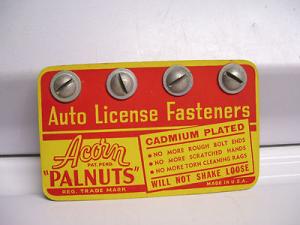 Auto License Fasteners
Acorn
PAT. PEND.
"PALNUTS"
REG. TRADE MARK
CADMIUM PLATED
• NO MORE ROUGH BOLT ENDS
• NO MORE SCRATCHED HANDS
• NO MORE TORN CLEANING RAGS
WILL NOT SHAKE LOOSE
MADE IN U.S.A.